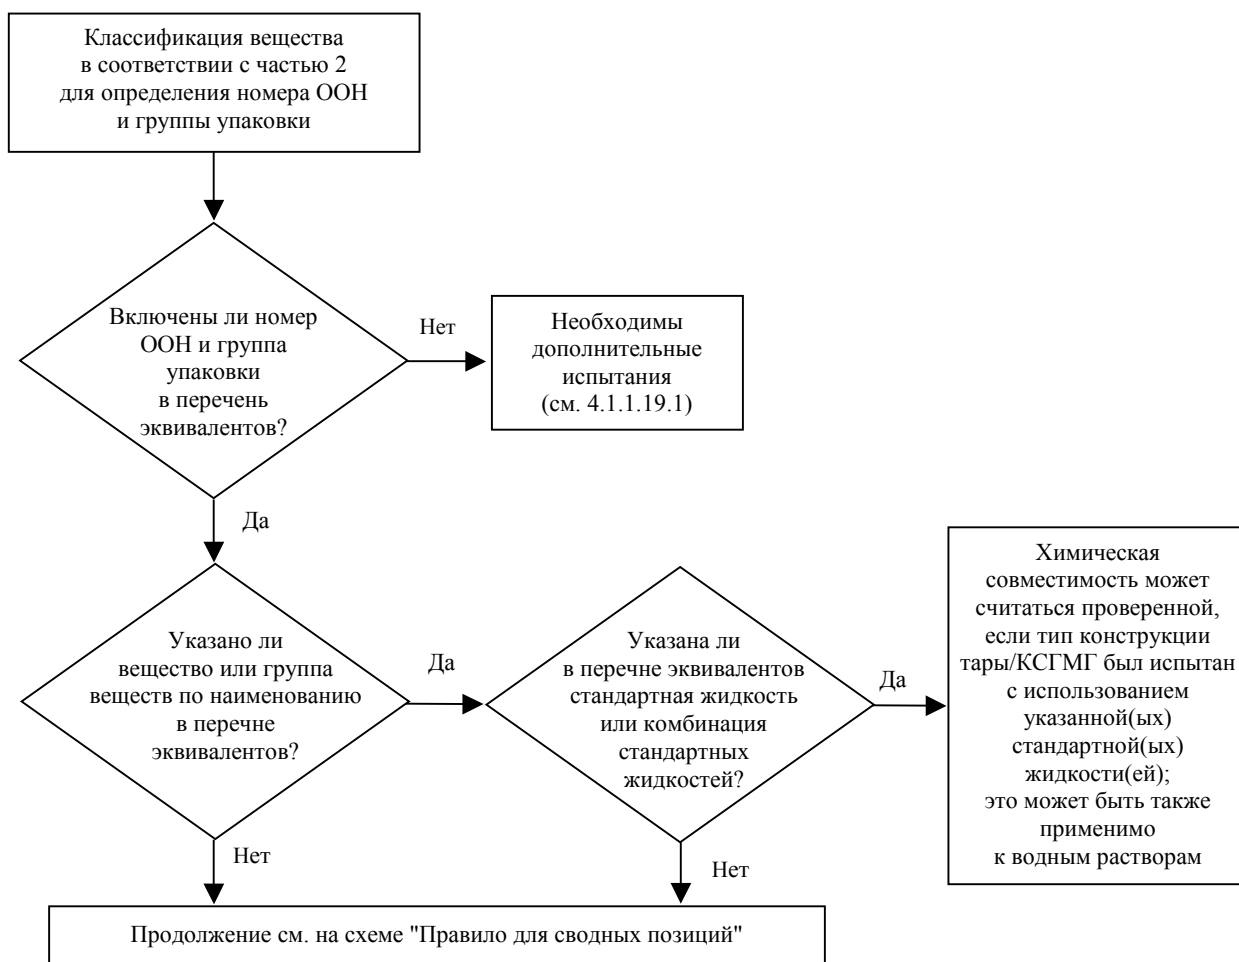 Классификация вещества
в соответствии с частью 2
для определения номера ООН
и группы упаковки
Включены ли номер
ООН и группа
упаковки
в перечень
эквивалентов?
Нет
Необходимы
дополнительные
испытания
(см. 4.1.1.19.1)
Да
Указано ли
вещество или группа
веществ по наименованию
в перечне
эквивалентов?
Да
Указана ли
в перечне эквивалентов
стандартная жидкость
или комбинация
стандартных
жидкостей?
Да
Химическая
совместимость может
считаться проверенной,
если тип конструкции
тары/КСГМГ был испытан
с использованием
указанной(ых)
стандартной(ых)
жидкости(ей);
это может быть также
применимо
к водным растворам
Нет
Нет
Продолжение см. на схеме "Правило для сводных позиций"